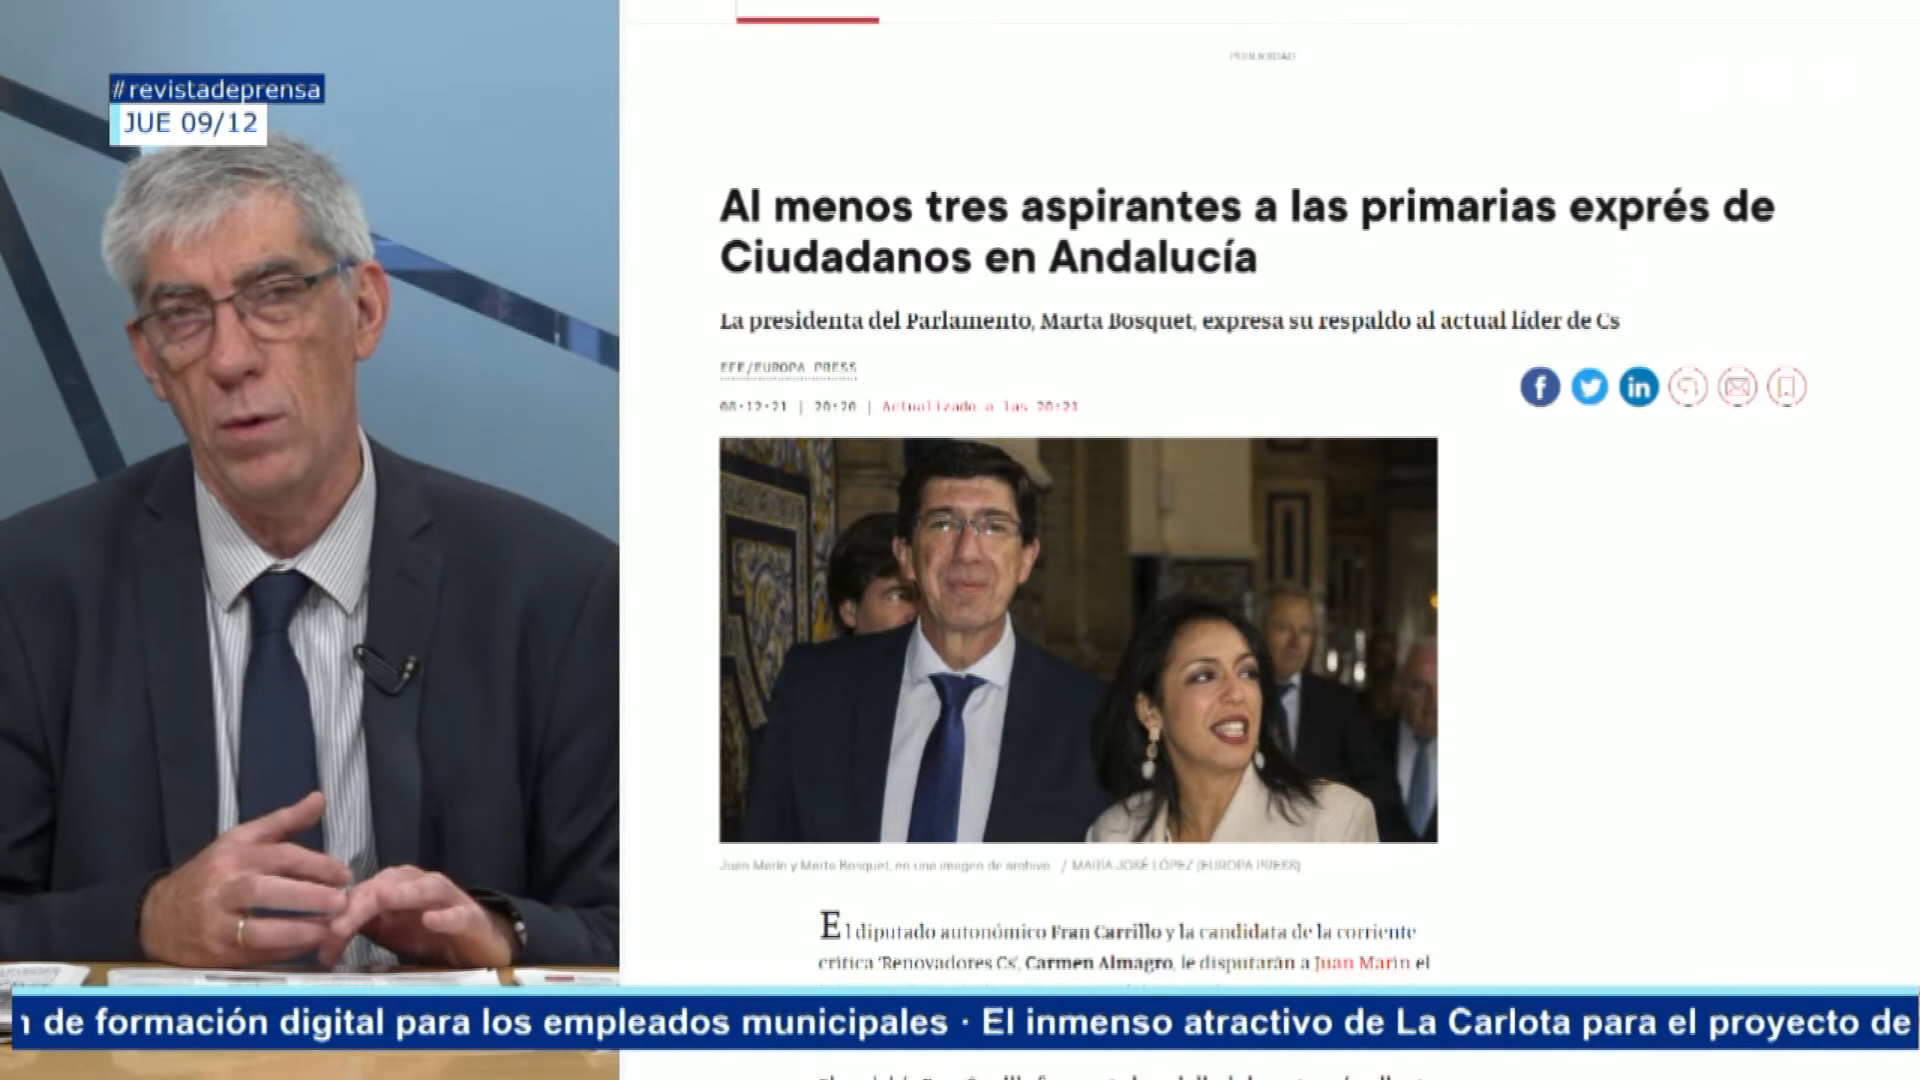 #revistadeprensa
JUE 09/12
PUBLICIDAD
Al menos tres aspirantes a las primarias exprés de
Ciudadanos en Andalucía
La presidenta del Parlamento, Marta Bosquet, expresa su respaldo al actual líder de Cs
EFE/EUROPA PRESS
08·12·21 | 20:20 | Actualizado a las 20:21
Juan Marín y Marta Bosquet, en una imagen de archivo. / MARÍA JOSÉ LÓPEZ (EUROPA PRESS)
El diputado autonómico Fran Carrillo y la candidata de la corriente
crítica 'Renovadores Cs', Carmen Almagro, le disputarán a Juan Marín el
de formación digital para los empleados municipales · El inmenso atractivo de La Carlota para el proyecto de